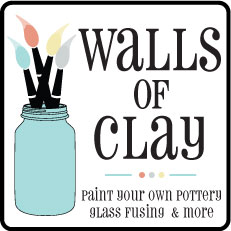 WALLS
OF
CLAY
PAINT YOUR OWN POTTERY
GLASS FUSING & MORE